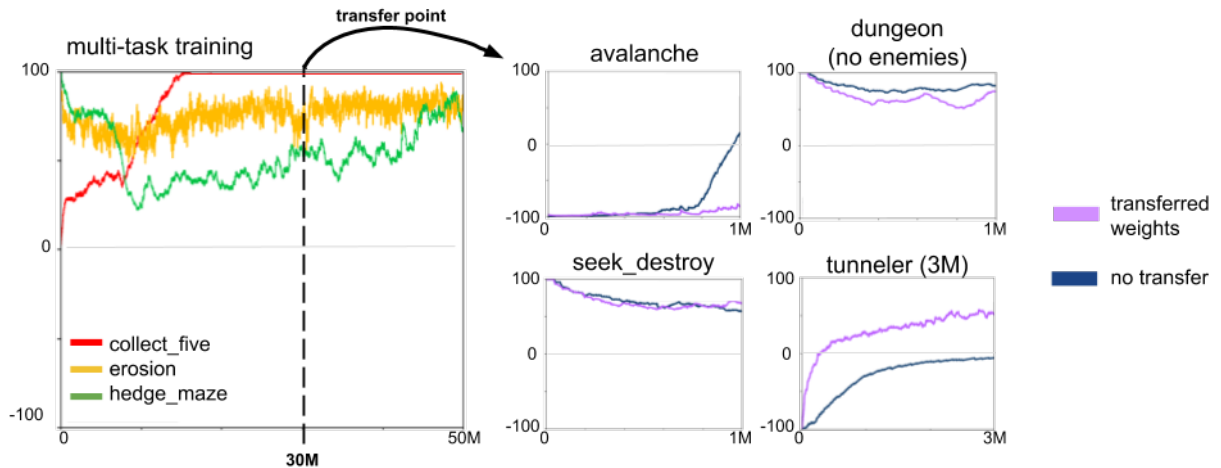 transfer point
multi-task training
100
0
-100
0
50M
30M
collect_five
erosion
hedge_maze
avalanche
100
0
-100
0
1M
dungeon
(no enemies)
100
0
-100
0
1M
seek_destroy
100
0
-100
0
1M
tunneler (3M)
100
0
-100
0
3M
transferred
weights
no transfer